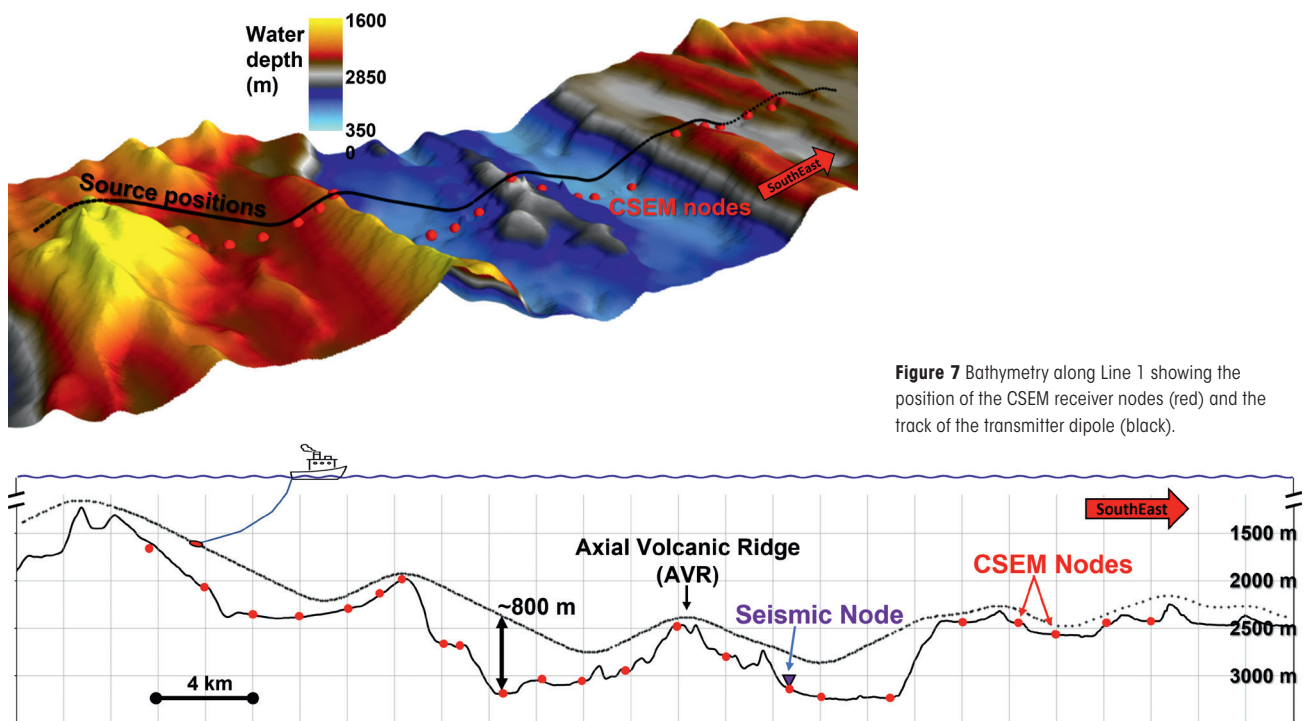 Water
depth
(m)
1600
2850
350
0
Source positions
CSEM nodes
SouthEast
Figure 7 Bathymetry along Line 1 showing the
position of the CSEM receiver nodes (red) and the
track of the transmitter dipole (black).
SouthEast
1500 m
Axial Volcanic Ridge
(AVR)
CSEM Nodes
2000 m
~800 m
Seismic Node
2500 m
4 km
3000 m